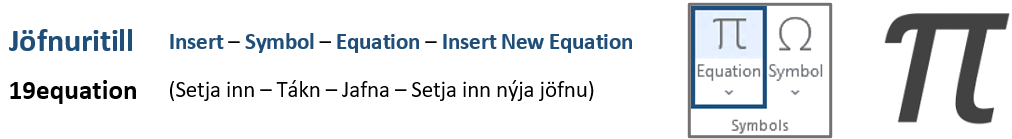 Jöfnuritill
Insert – Symbol – Equation – Insert New Equation
19equation
(Setja inn – Tákn – Jafna – Setja inn nýja jöfnu)
π Ω
Equation Symbol
Symbols
π